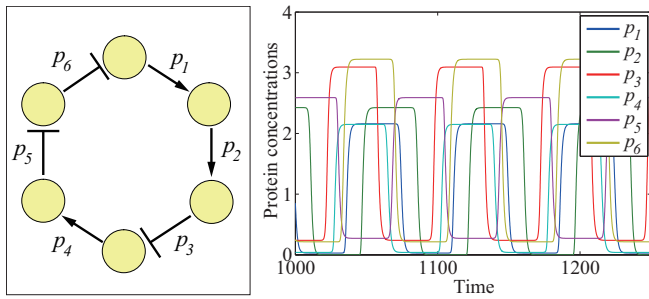 p6
p1
p5
p2
p4
p3
Protein concentrations
4
3
2
1
0
1000
1100
1200
Time
p1
p2
p3
p4
p5
p6